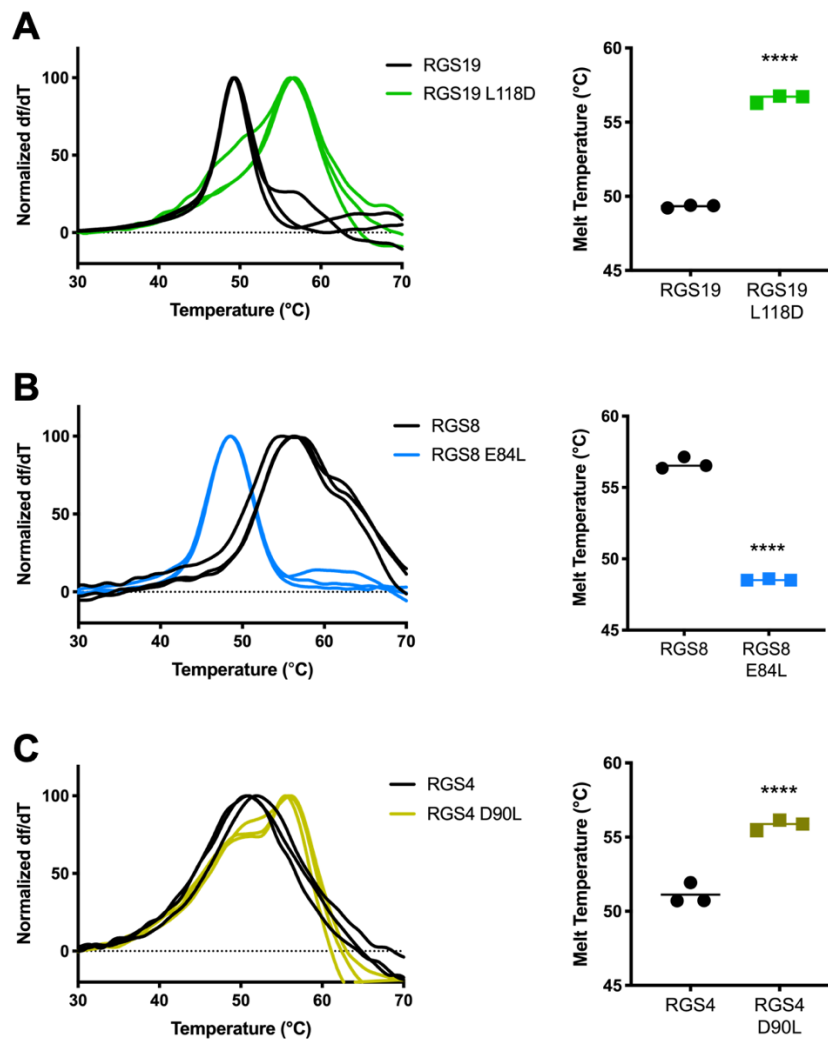 A
Normalized df/dT
100
50
0
30
40
50
60
70
Temperature (°C)
RGS19
RGS19 L118D
Melt Temperature (°C)
60
55
50
45
****
RGS19
RGS19
L118D
B
Normalized df/dT
100
50
0
30
40
50
60
70
Temperature (°C)
RGS8
RGS8 E84L
Melt Temperature (°C)
60
55
50
45
****
RGS8
RGS8
E84L
C
Normalized df/dT
100
50
0
30
40
50
60
70
Temperature (°C)
RGS4
RGS4 D90L
Melt Temperature (°C)
60
55
50
45
****
RGS4
RGS4
D90L